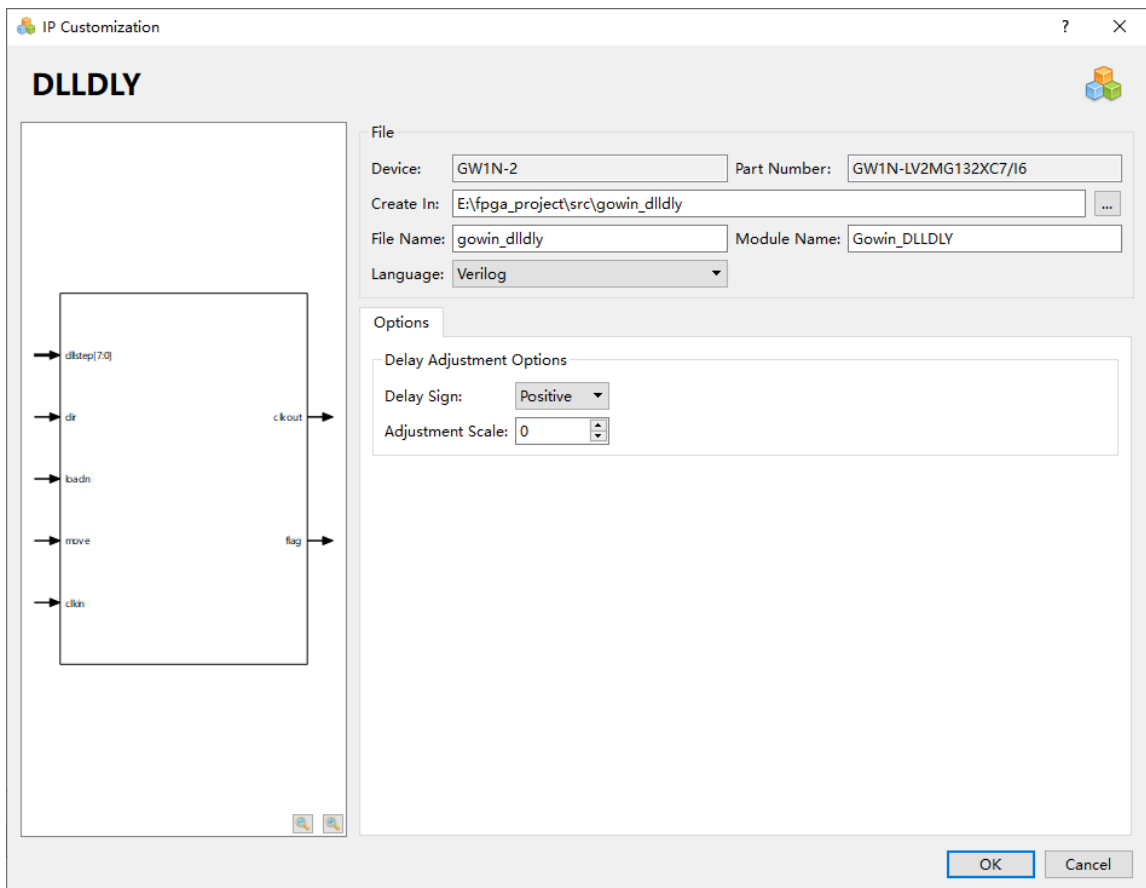 IP Customization
?
DLLDLY
dllstep[7:0]
dir
clkout
loadn
move
flag
clkin
File
Device: GW1N-2 Part Number: GW1N-LV2MG132XC7/I6
Create In: E:\fpga_project\src\gowin_dlldly ...
File Name: gowin_dlldly Module Name: Gowin_DLLDLY
Language: Verilog
Options
Delay Adjustment Options
Delay Sign: Positive
Adjustment Scale: 0
OK Cancel